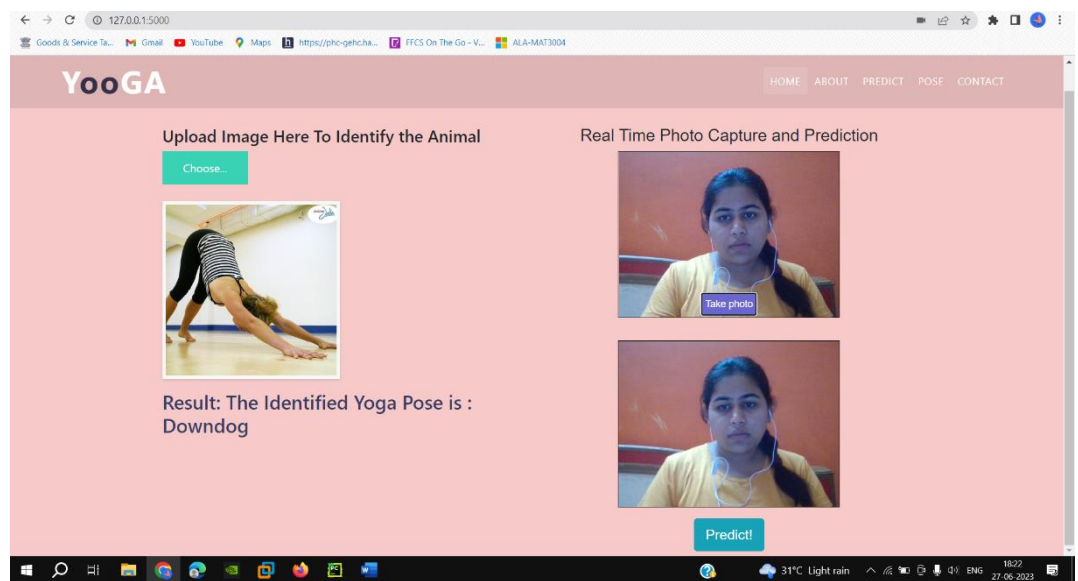 127.0.0.1:5000
Goods & Service Ta...
Gmail
YouTube
Maps
https://phc-gehc.ha...
FFCS On The Go - V...
ALA-MAT3004
YooGA
HOME ABOUT PREDICT POSE CONTACT
Upload Image Here To Identify the Animal
Choose...
Result: The Identified Yoga Pose is :
Downdog
Real Time Photo Capture and Prediction
Take photo
Predict!
31°C Light rain
ENG
18:22
27-06-2023